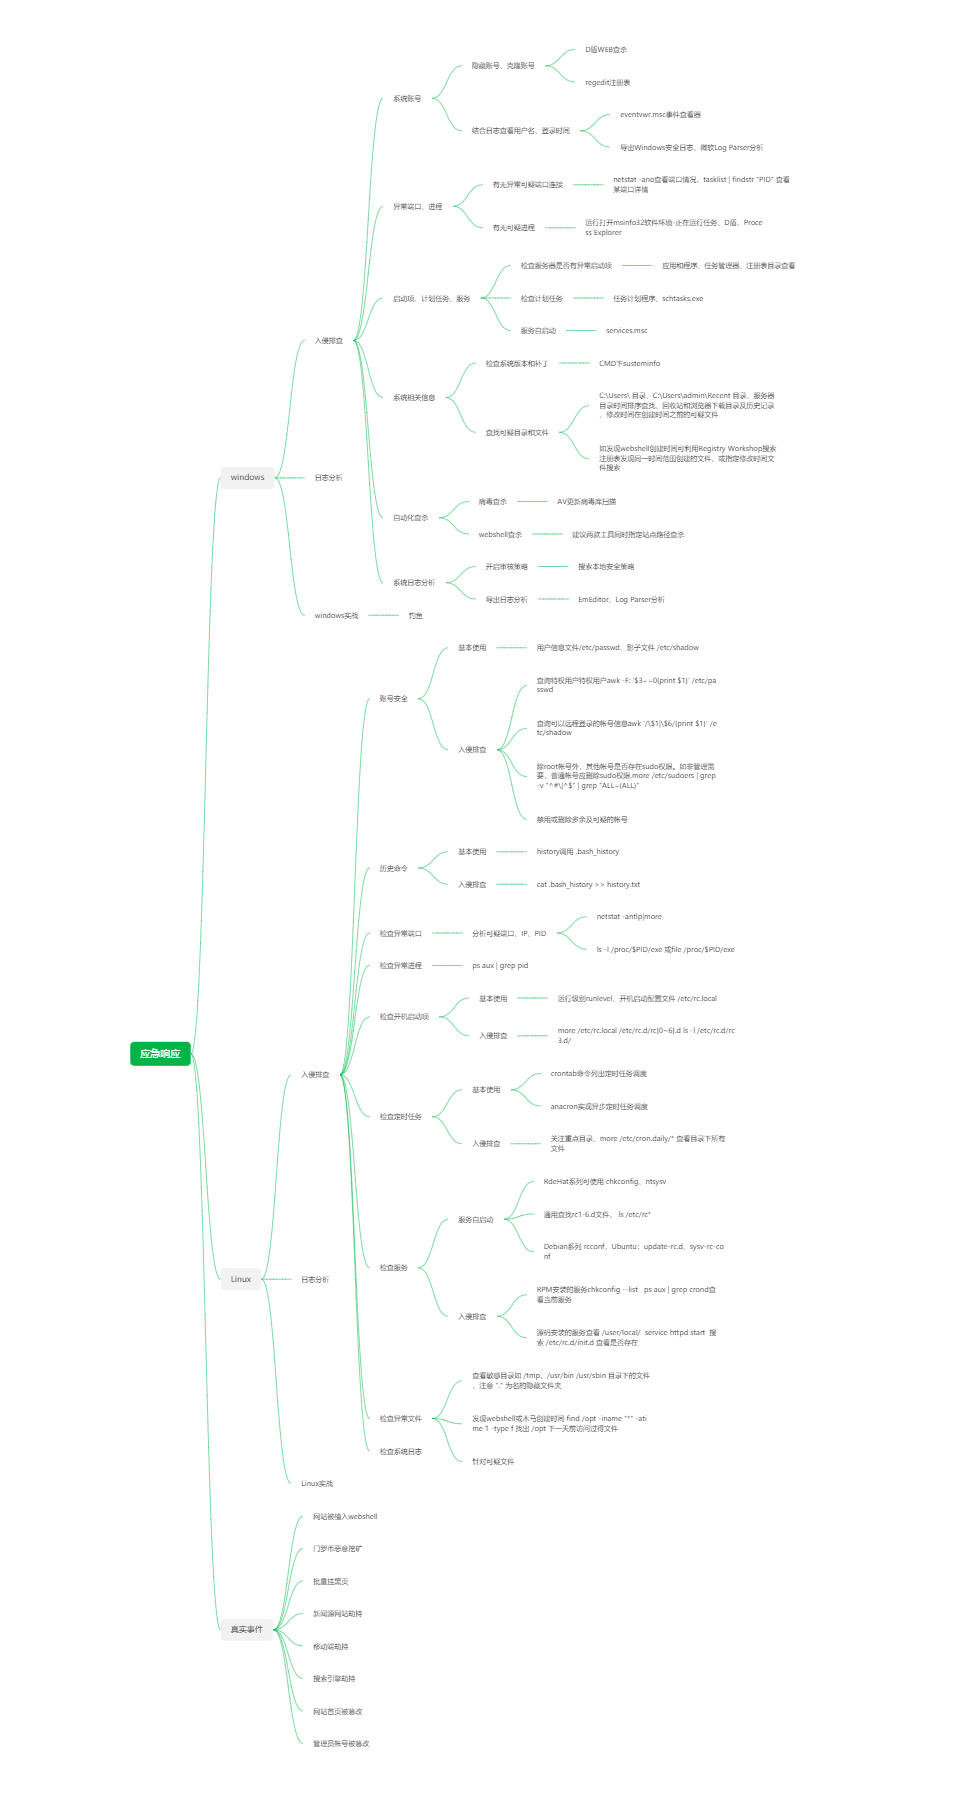 D盾WEB查杀
隐藏账号、克隆账号
regedit注册表
系统账号
eventvwr.msc事件查看器
结合日志查看用户名、登录时间
导出Windows安全日志，微软Log Parser分析
netstat -ano查看端口情况，tasklist | findstr "PID" 查看
某端口详情
有无异常可疑端口连接
异常端口、进程
有无可疑进程
运行打开msinfo32软件环境-正在运行任务、D盾、Proce
ss Explorer
检查服务器是否有异常启动项
应用和程序、任务管理器、注册表目录查看
启动项、计划任务、服务
检查计划任务
任务计划程序、schtasks.exe
服务自启动
services.msc
入侵排查
检查系统版本和补丁
CMD下susteminfo
系统相关信息
C:\Users\ 目录、C:\Users\admin\Recent 目录、服务器
目录时间排序查找、回收站和浏览器下载目录及历史记录
、修改时间在创建时间之前的可疑文件
查找可疑目录和文件
如发现webshell创建时间可利用Registry Workshop搜索
注册表发现同一时间范围创建的文件，或指定修改时间文
件搜索
windows
日志分析
病毒查杀
AV更新病毒库扫描
自动化查杀
webshell查杀
建议两款工具同时指定站点路径查杀
开启审核策略
搜索本地安全策略
系统日志分析
导出日志分析
EmEditor、Log Parser分析
windows实战
钓鱼
基本使用
用户信息文件/etc/passwd、影子文件 /etc/shadow
查询特权用户特权用户awk -F: '$3==0{print $1}' /etc/pa
sswd
账号安全
查询可以远程登录的帐号信息awk '/\$1|\$6/{print $1}' /e
tc/shadow
入侵排查
除root帐号外，其他帐号是否存在sudo权限。如非管理需
要，普通帐号应删除sudo权限.more /etc/sudoers | grep
-v "^#\|^$" | grep "ALL=(ALL)"
禁用或删除多余及可疑的帐号
基本使用
history调用 .bash_history
历史命令
入侵排查
cat .bash_history >> history.txt
netstat -antlp|more
检查异常端口
分析可疑端口、IP、PID
ls -l /proc/$PID/exe 或file /proc/$PID/exe
检查异常进程
ps aux | grep pid
基本使用
运行级别runlevel、开机启动配置文件 /etc/rc.local
检查开机启动项
入侵排查
more /etc/rc.local /etc/rc.d/rc[0~6].d ls -l /etc/rc.d/rc
3.d/
应急响应
入侵排查
crontab命令列出定时任务调度
基本使用
anacron实现异步定时任务调度
检查定时任务
入侵排查
关注重点目录，more /etc/cron.daily/* 查看目录下所有
文件
RdeHat系列可使用 chkconfig、ntsysv
服务自启动
通用查找rc1-6.d文件， ls /etc/rc*
Debian系列 rcconf，Ubuntu：update-rc.d、sysv-rc-co
nf
检查服务
Linux
日志分析
RPM安装的服务chkconfig --list   ps aux | grep crond查
看当前服务
入侵排查
源码安装的服务查看 /user/local/  service httpd start  搜
索 /etc/rc.d/init.d 查看是否存在
查看敏感目录如 /tmp、/usr/bin /usr/sbin 目录下的文件
，注意 "." 为名的隐藏文件夹
检查异常文件
发现webshell或木马创建时间 find /opt -iname "*" -ati
me 1 -type f 找出 /opt 下一天前访问过得文件
针对可疑文件
检查系统日志
Linux实战
网站被植入webshell
门罗币恶意挖矿
批量挂黑页
新闻源网站劫持
真实事件
移动端劫持
搜索引擎劫持
网站首页被篡改
管理员帐号被篡改